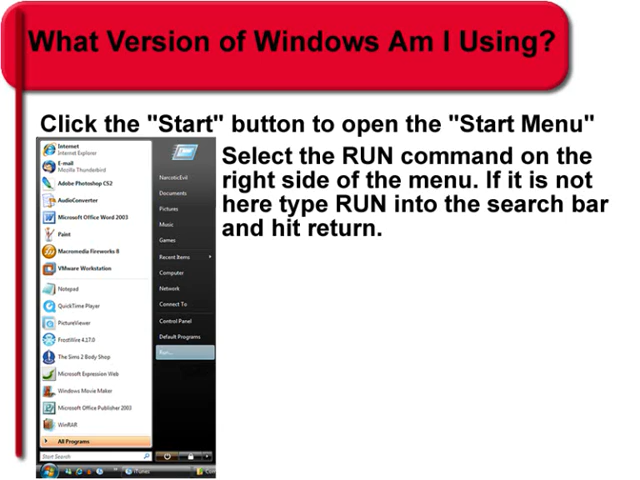 What Version of Windows Am I Using?
Click the "Start" button to open the "Start Menu"
Select the RUN command on the
right side of the menu. If it is not
here type RUN into the search bar
and hit return.
Internet
Internet Explorer
E-mail
Mozilla Thunderbird
Adobe Photoshop CS2
AudioConverter
Microsoft Office Word 2003
Paint
Macromedia Fireworks 8
VMware Workstation
Notepad
QuickTime Player
PictureViewer
FrostWire 4.17.0
The Sims 2 Body Shop
Microsoft Expression Web
Windows Movie Maker
Microsoft Office Publisher 2003
WinRAR
All Programs
Start Search
NarcoticEvil
Documents
Pictures
Music
Games
Recent Items
Computer
Network
Connect To
Control Panel
Default Programs
Run...
iTunes